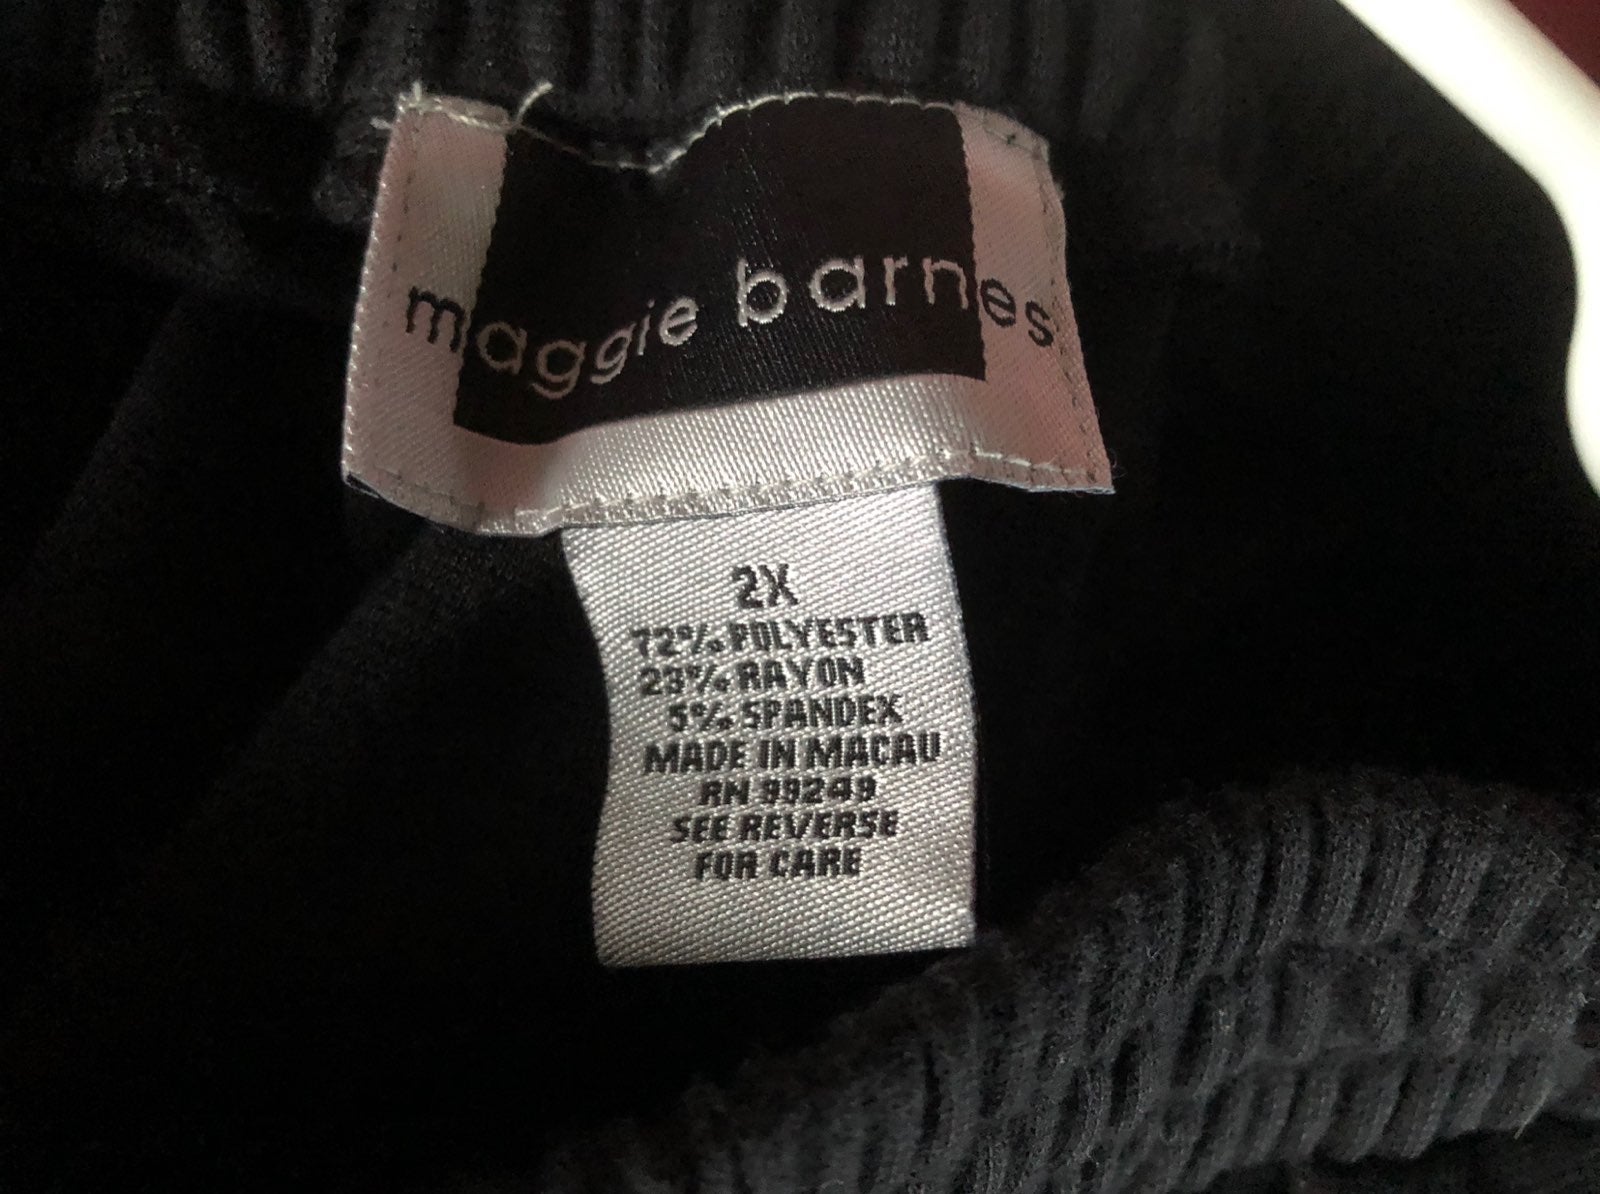 maggie barnes
2X
72% POLYESTER
23% RAYON
5% SPANDEX
MADE IN MACAU
RN 99249
SEE REVERSE
FOR CARE